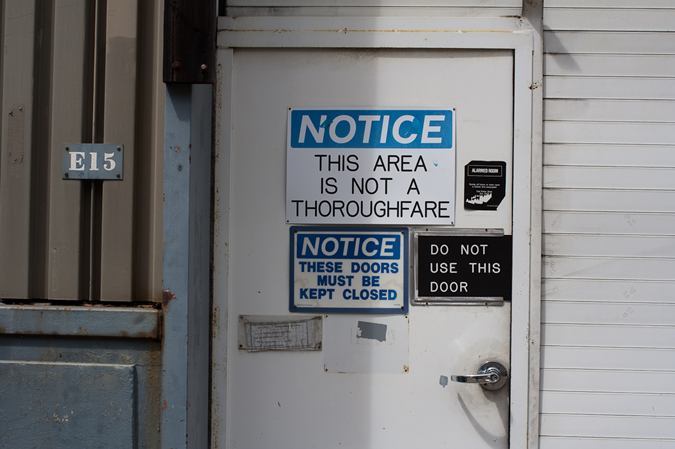 E15
NOTICE
THIS AREA
IS NOT A
THOROUGHFARE
ALARMED DOOR
NOTICE
THESE DOORS
MUST BE
KEPT CLOSED
DO NOT
USE THIS
DOOR